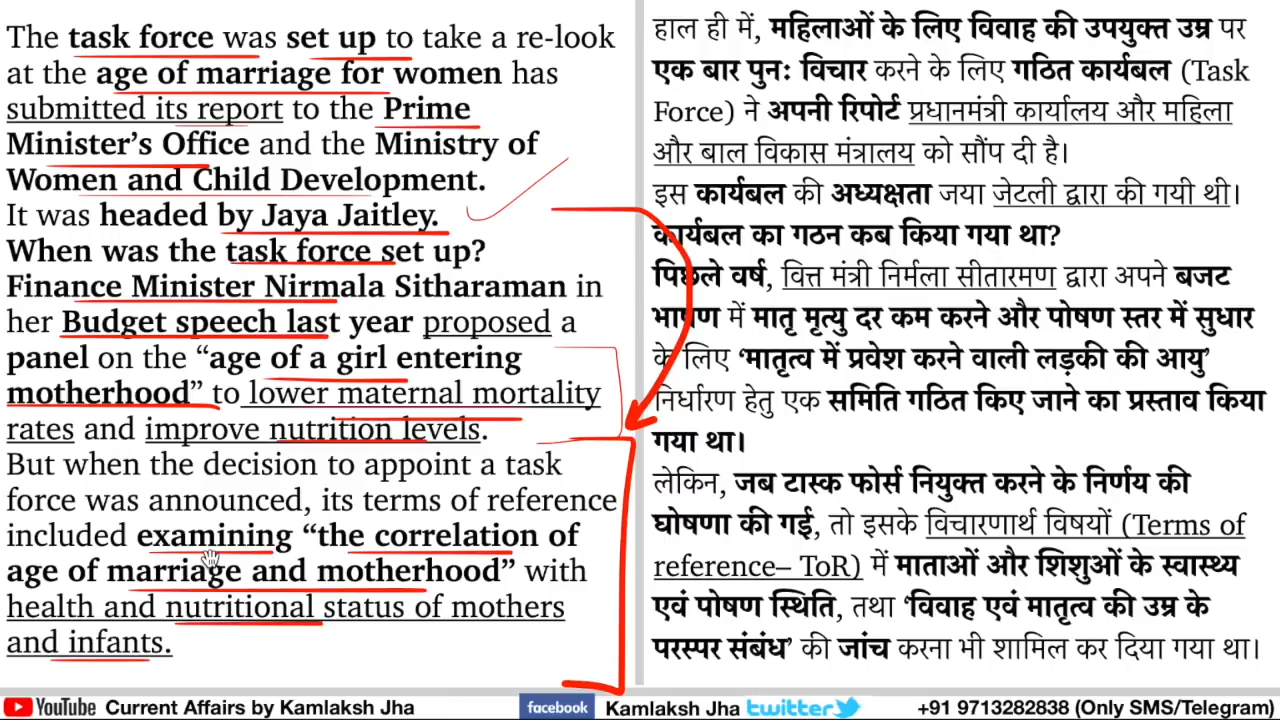 The task force was set up to take a re-look
at the age of marriage for women has
submitted its report to the Prime
Minister’s Office and the Ministry of
Women and Child Development.
It was headed by Jaya Jaitley.
When was the task force set up?
Finance Minister Nirmala Sitharaman in
her Budget speech last year proposed a
panel on the “age of a girl entering
motherhood” to lower maternal mortality
rates and improve nutrition levels.
But when the decision to appoint a task
force was announced, its terms of reference
included examining “the correlation of
age of marriage and motherhood” with
health and nutritional status of mothers
and infants.
हाल ही में, महिलाओं के लिए विवाह की उपयुक्त उम्र पर
एक बार पुनः विचार करने के लिए गठित कार्यबल (Task
Force) ने अपनी रिपोर्ट प्रधानमंत्री कार्यालय और महिला
और बाल विकास मंत्रालय को सौंप दी है।
इस कार्यबल की अध्यक्षता जया जेटली द्वारा की गयी थी।
कार्यबल का गठन कब किया गया था?
पिछले वर्ष, वित्त मंत्री निर्मला सीतारमण द्वारा अपने बजट
भाषण में मातृ मृत्यु दर कम करने और पोषण स्तर में सुधार
के लिए ‘मातृत्व में प्रवेश करने वाली लड़की की आयु’
निर्धारण हेतु एक समिति गठित किए जाने का प्रस्ताव किया
गया था।
लेकिन, जब टास्क फोर्स नियुक्त करने के निर्णय की
घोषणा की गई, तो इसके विचारणार्थ विषयों (Terms of
reference– ToR) में माताओं और शिशुओं के स्वास्थ्य
एवं पोषण स्थिति, तथा ‘विवाह एवं मातृत्व की उम्र के
परस्पर संबंध’ की जांच करना भी शामिल कर दिया गया था।
YouTube Current Affairs by Kamlaksh Jha facebook Kamlaksh Jha twitter +91 9713282838 (Only SMS/Telegram)